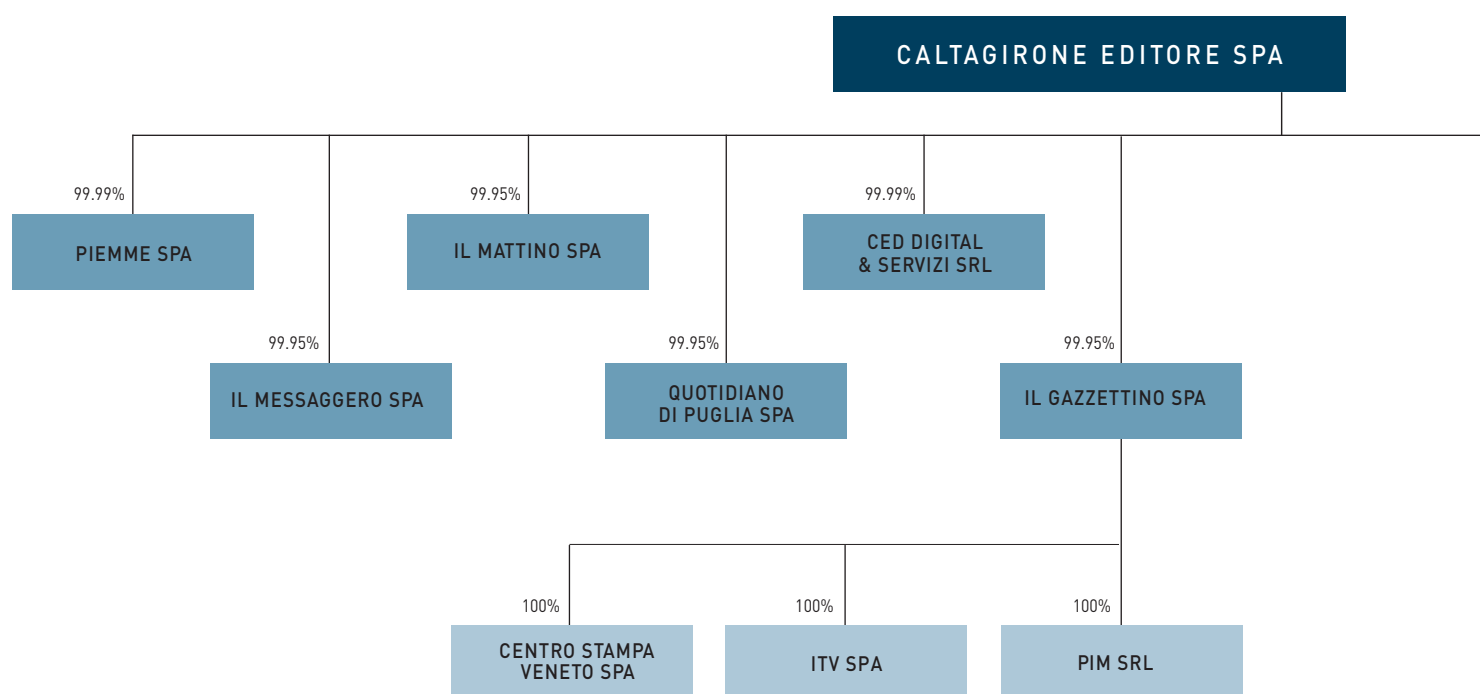 CALTAGIRONE EDITORE SPA
99.99%
PIEMME SPA
99.95%
IL MATTINO SPA
99.99%
CED DIGITAL
& SERVIZI SRL
99.95%
IL MESSAGGERO SPA
99.95%
QUOTIDIANO
DI PUGLIA SPA
99.95%
IL GAZZETTINO SPA
100%
CENTRO STAMPA
VENETO SPA
100%
ITV SPA
100%
PIM SRL